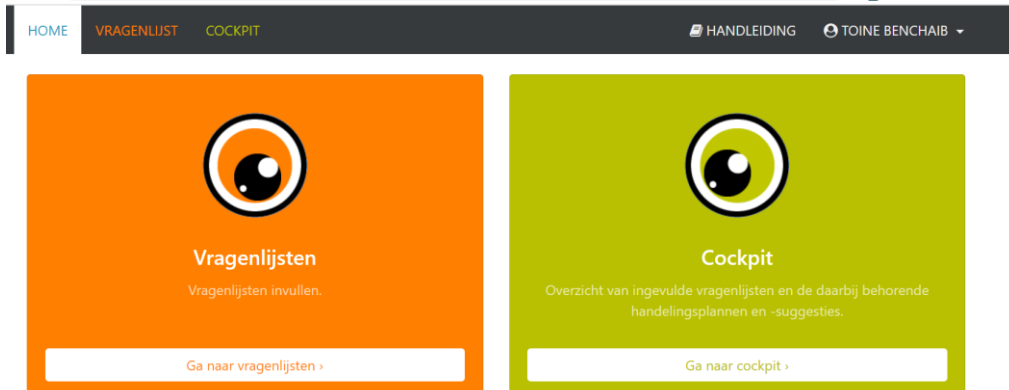 HOME VRAGENLIJST COCKPIT HANDLEIDING TOINE BENCHAIB
Vragenlijsten
Vragenlijsten invullen.
Ga naar vragenlijsten ›
Cockpit
Overzicht van ingevulde vragenlijsten en de daarbij behorende
handelingsplannen en -suggesties.
Ga naar cockpit ›